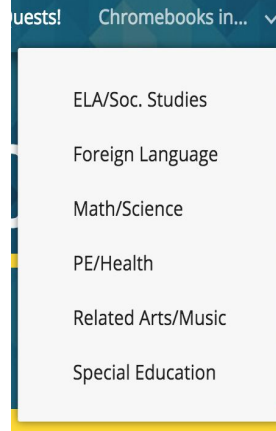 uests! Chromebooks in...
ELA/Soc. Studies
Foreign Language
Math/Science
PE/Health
Related Arts/Music
Special Education